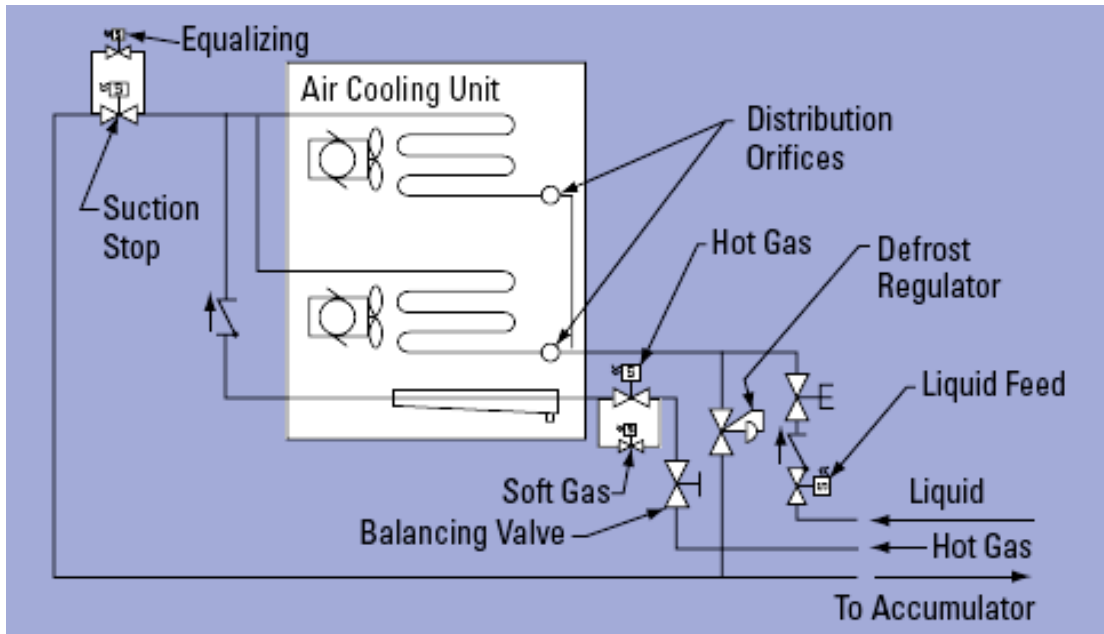 Equalizing
Air Cooling Unit
Distribution
Orifices
Suction
Stop
Hot Gas
Defrost
Regulator
Liquid Feed
Soft Gas
Balancing Valve
Liquid
Hot Gas
To Accumulator